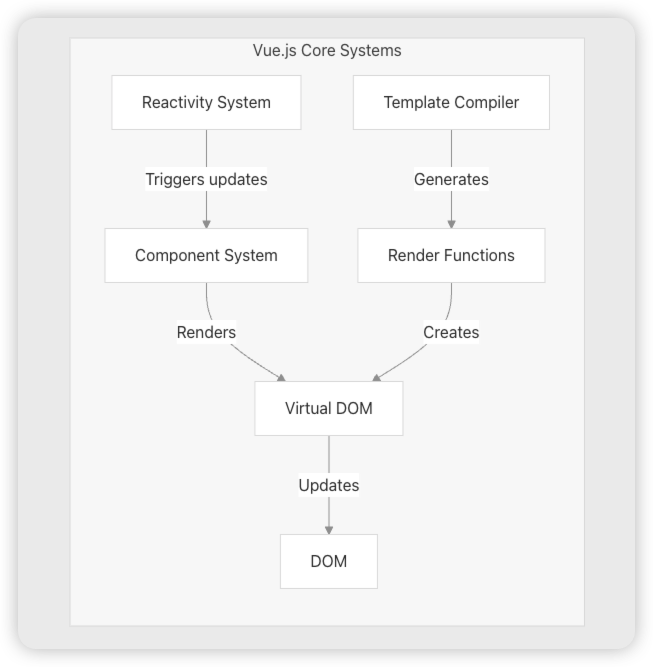 Vue.js Core Systems
Reactivity System
Template Compiler
Triggers updates
Generates
Component System
Render Functions
Renders
Creates
Virtual DOM
Updates
DOM